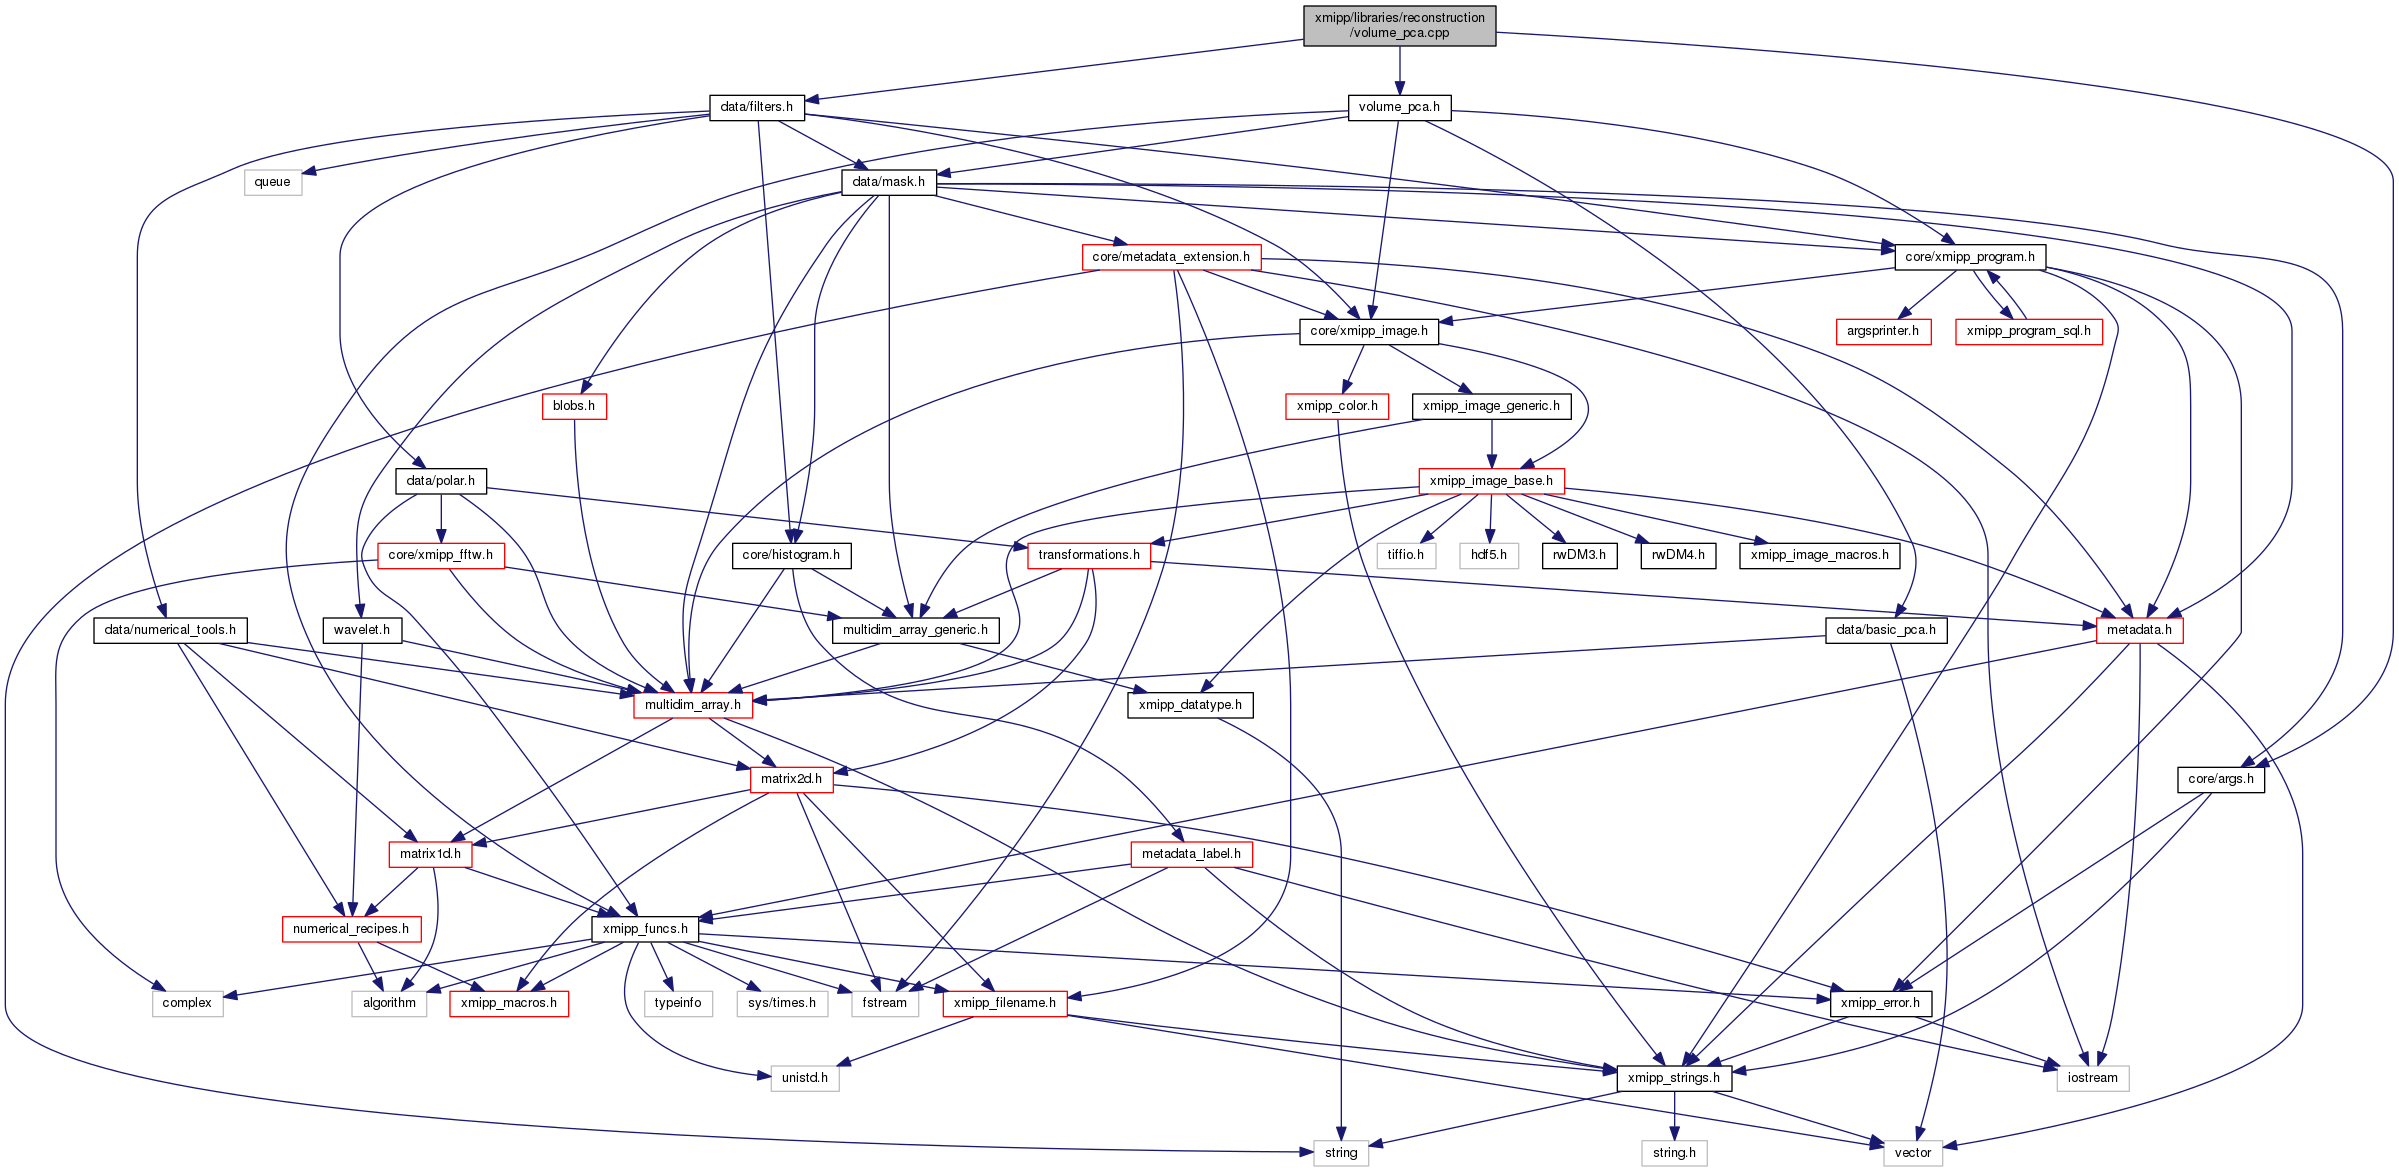 xmipp/libraries/reconstruction
/volume_pca.cpp
data/filters.h
volume_pca.h
queue
data/mask.h
core/metadata_extension.h
core/xmipp_program.h
core/xmipp_image.h
argsprinter.h
xmipp_program_sql.h
blobs.h
xmipp_color.h
xmipp_image_generic.h
data/polar.h
xmipp_image_base.h
core/xmipp_fftw.h
core/histogram.h
transformations.h
tiffio.h
hdf5.h
rwDM3.h
rwDM4.h
xmipp_image_macros.h
data/numerical_tools.h
wavelet.h
multidim_array_generic.h
data/basic_pca.h
metadata.h
multidim_array.h
xmipp_datatype.h
matrix2d.h
core/args.h
matrix1d.h
metadata_label.h
numerical_recipes.h
xmipp_funcs.h
complex
algorithm
xmipp_macros.h
typeinfo
sys/times.h
fstream
xmipp_filename.h
xmipp_error.h
unistd.h
xmipp_strings.h
iostream
string
string.h
vector